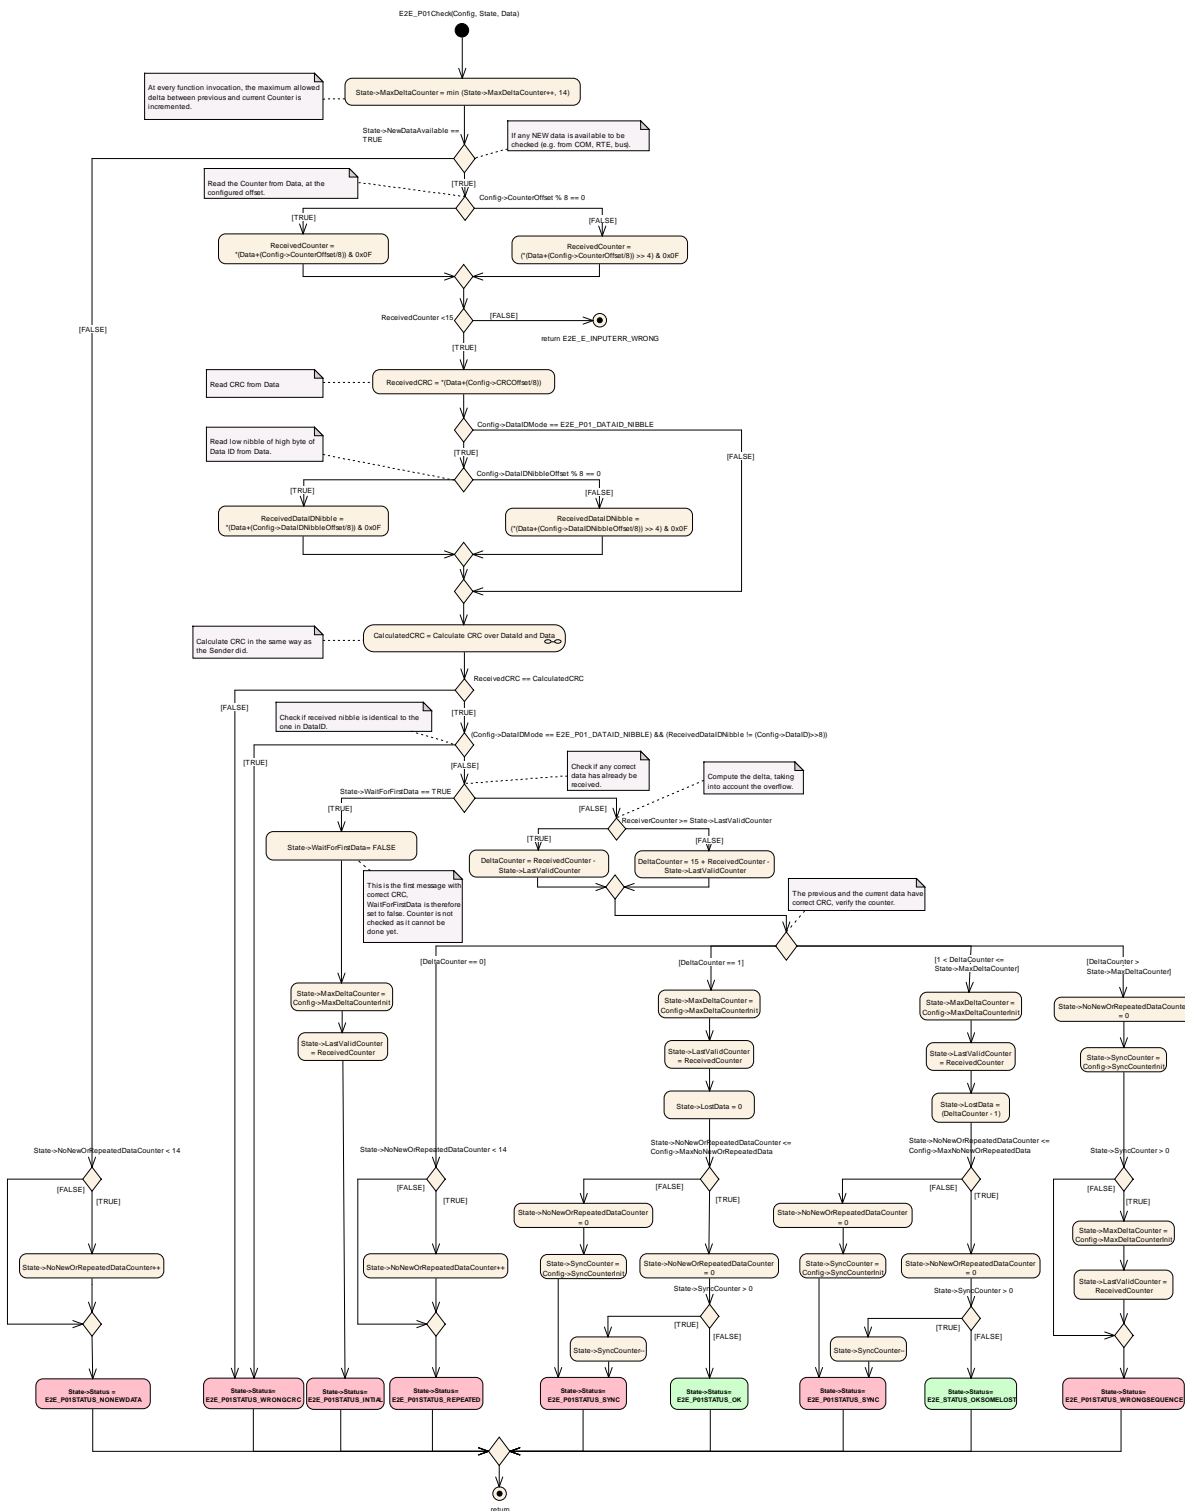 E2E_P01Check(Config, State, Data)
At every function invocation, the maximum allowed
delta between previous and current Counter is
incremented.
State->MaxDeltaCounter = min (State->MaxDeltaCounter++, 14)
State->NewDataAvailable ==
TRUE
If any NEW data is available to be
checked (e.g. from COM, RTE, bus).
[TRUE]
Read the Counter from Data, at the
configured offset.
Config->CounterOffset % 8 == 0
[TRUE]
[FALSE]
ReceivedCounter =
*(Data+(Config->CounterOffset/8)) & 0x0F
ReceivedCounter =
(*(Data+(Config->CounterOffset/8)) >> 4) & 0x0F
[FALSE]
ReceivedCounter <15
[FALSE]
return E2E_E_INPUTERR_WRONG
[TRUE]
Read CRC from Data
ReceivedCRC = *(Data+(Config->CRCOffset/8))
Config->DataIDMode == E2E_P01_DATAID_NIBBLE
[TRUE]
[FALSE]
Read low nibble of high byte of
Data ID from Data.
Config->DataIDNibbleOffset % 8 == 0
[TRUE]
[FALSE]
ReceivedDataIDNibble =
*(Data+(Config->DataIDNibbleOffset/8)) & 0x0F
ReceivedDataIDNibble =
(*(Data+(Config->DataIDNibbleOffset/8)) >> 4) & 0x0F
Calculate CRC in the same way as
the Sender did.
CalculatedCRC = Calculate CRC over DataId and Data
ReceivedCRC == CalculatedCRC
[FALSE]
[TRUE]
Check if received nibble is identical to the
one in DataID.
(Config->DataIDMode == E2E_P01_DATAID_NIBBLE) && (ReceivedDataIDNibble != (Config->DataID)>>8))
[TRUE]
[FALSE]
Check if any correct
data has already be
received.
Compute the delta, taking
into account the overflow.
State->WaitForFirstData == TRUE
[TRUE]
[FALSE]
ReceiverCounter >= State->LastValidCounter
[TRUE]
[FALSE]
State->WaitForFirstData= FALSE
DeltaCounter = ReceivedCounter -
State->LastValidCounter
DeltaCounter = 15 + ReceivedCounter -
State->LastValidCounter
This is the first message with
correct CRC,
WaitForFirstData is therefore
set to false. Counter is not
checked as it cannot be
done yet.
The previous and the current data have
correct CRC, verify the counter.
[DeltaCounter == 0]
[DeltaCounter == 1]
[1 < DeltaCounter <=
State->MaxDeltaCounter]
[DeltaCounter >
State->MaxDeltaCounter]
State->MaxDeltaCounter =
Config->MaxDeltaCounterInit
State->LastValidCounter
= ReceivedCounter
State->MaxDeltaCounter =
Config->MaxDeltaCounterInit
State->LastValidCounter
= ReceivedCounter
State->LostData = 0
State->MaxDeltaCounter =
Config->MaxDeltaCounterInit
State->LastValidCounter
= ReceivedCounter
State->LostData =
(DeltaCounter - 1)
State->NoNewOrRepeatedDataCounter
= 0
State->SyncCounter =
Config->SyncCounterInit
State->NoNewOrRepeatedDataCounter < 14
[FALSE]
[TRUE]
State->NoNewOrRepeatedDataCounter++
State->NoNewOrRepeatedDataCounter < 14
[FALSE]
[TRUE]
State->NoNewOrRepeatedDataCounter++
State->NoNewOrRepeatedDataCounter <=
Config->MaxNoNewOrRepeatedData
[FALSE]
[TRUE]
State->NoNewOrRepeatedDataCounter
= 0
State->SyncCounter =
Config->SyncCounterInit
State->NoNewOrRepeatedDataCounter
= 0
State->SyncCounter > 0
[TRUE]
[FALSE]
State->SyncCounter--
State->NoNewOrRepeatedDataCounter <=
Config->MaxNoNewOrRepeatedData
[FALSE]
[TRUE]
State->NoNewOrRepeatedDataCounter
= 0
State->SyncCounter =
Config->SyncCounterInit
State->NoNewOrRepeatedDataCounter
= 0
State->SyncCounter > 0
[TRUE]
[FALSE]
State->SyncCounter--
State->SyncCounter > 0
[FALSE]
[TRUE]
State->MaxDeltaCounter =
Config->MaxDeltaCounterInit
State->LastValidCounter =
ReceivedCounter
State->Status =
E2E_P01STATUS_NONEWDATA
State->Status=
E2E_P01STATUS_WRONGCRC
State->Status=
E2E_P01STATUS_INTIAL
State->Status=
E2E_P01STATUS_REPEATED
State->Status=
E2E_P01STATUS_SYNC
State->Status=
E2E_P01STATUS_OK
State->Status=
E2E_P01STATUS_SYNC
State->Status=
E2E_STATUS_OKSOMELOST
State->Status=
E2E_P01STATUS_WRONGSEQUENCE
return